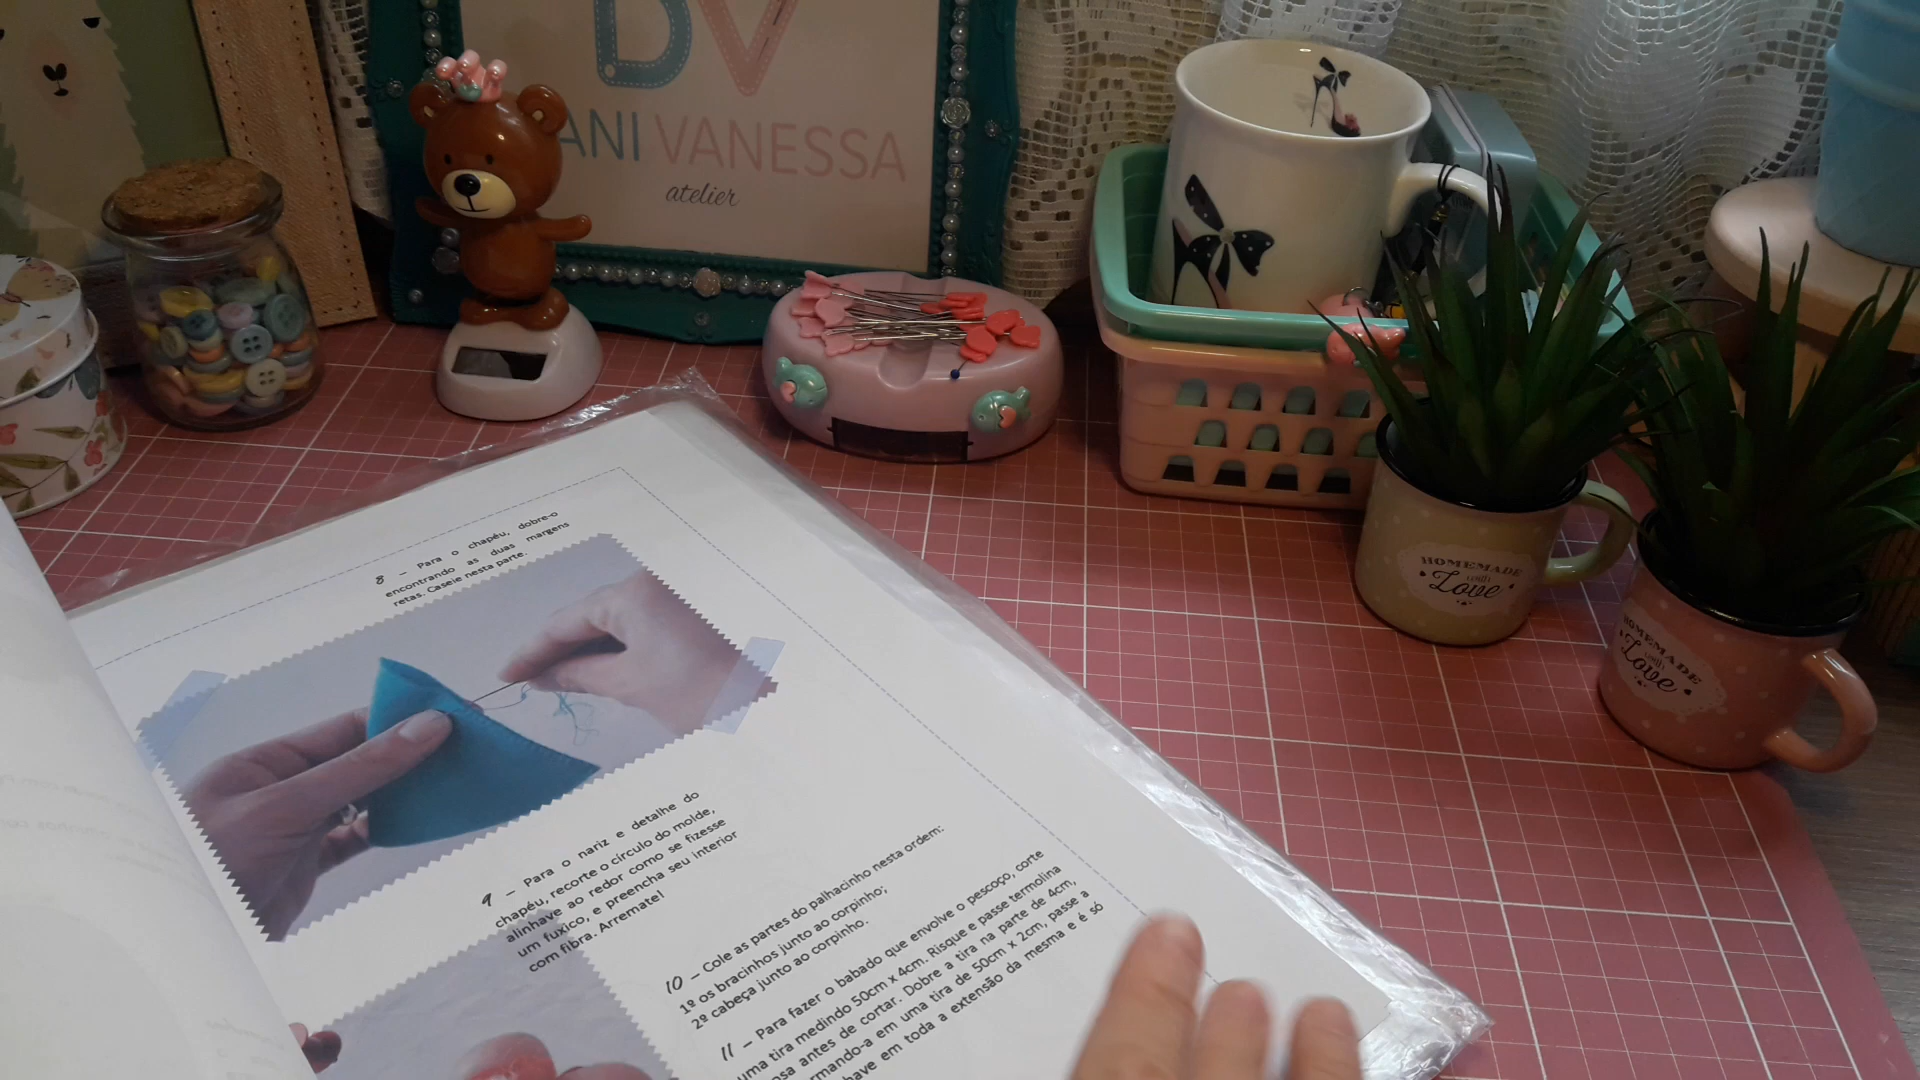 DV
ANI VANESSA
atelier
HOMEMADE
with
Love
HOMEMADE
with
Love
8 – Para o chapéu, dobre-o
encontrando as duas margens
retas. Caseie nesta parte.
9 – Para o nariz e detalhe do
chapéu, recorte o círculo do molde,
alinhave ao redor como se fizesse
um fuxico, e preencha seu interior
com fibra. Arremate!
10 – Cole as partes do palhacinho nesta ordem:
1º os bracinhos junto ao corpinho;
2º cabeça junto ao corpinho.
11 – Para fazer o babado que envolve o pescoço, corte
uma tira medindo 50cm x 4cm. Risque e passe termolina
osa antes de cortar. Dobre a tira na parte de 4cm,
rmando-a em uma tira de 50cm x 2cm, passe a
have em toda a extensão da mesma e é só